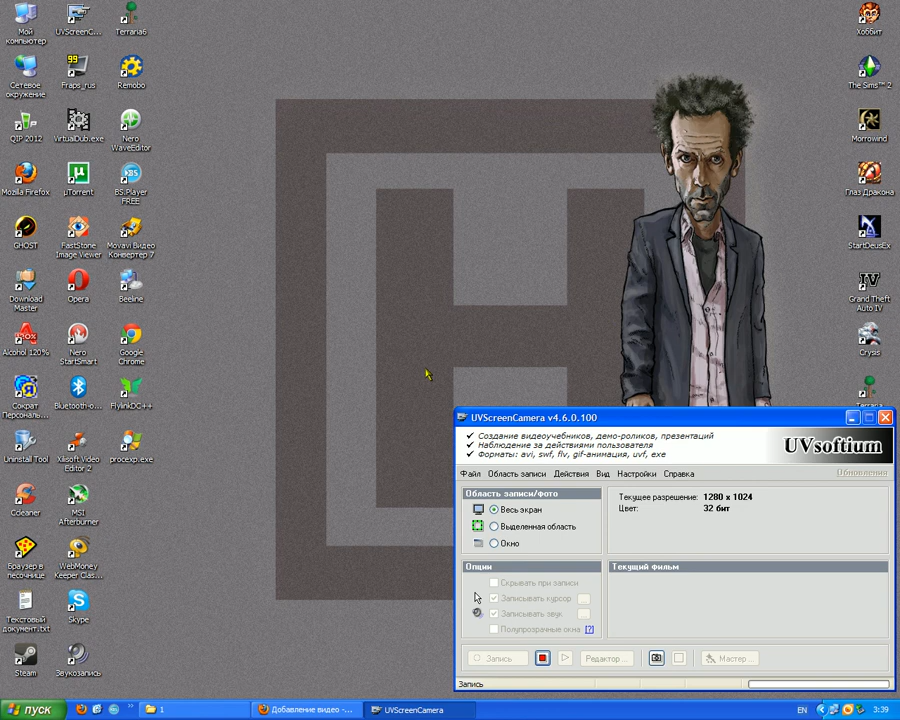 Мой
компьютер
UVScreenC...
Terraria6
Сетевое
окружение
99
Fraps_rus
Remobo
QIP 2012
VirtualDub.exe
Nero
WaveEditor
Mozilla Firefox
µTorrent
BS.Player
FREE
GHOST
FastStone
Image Viewer
Movavi Видео
Конвертер 7
Download
Master
Opera
Beeline
Alcohol 120%
Nero
StartSmart
Google
Chrome
Сократ
Персональ...
Bluetooth-о...
FlylinkDC++
Uninstall Tool
Xilisoft Video
Editor 2
procexp.exe
CCleaner
MSI
Afterburner
Браузер в
песочнице
WebMoney
Keeper Clas...
Текстовый
документ.txt
Skype
Steam
Звукозапись
Хоббит
The Sims™ 2
Morrowind
Глаз Дракона
StartDeusEx
IV
Grand Theft
Auto IV
Crysis
Terraria
UVScreenCamera v4.6.0.100
Создание видеоучебников, демо-роликов, презентаций
Наблюдение за действиями пользователя
Форматы: avi, swf, flv, gif-анимация, uvf, exe
UVsoftium
Файл Область записи Действия Вид Настройки Справка
Обновления
Область записи/фото
Весь экран
Выделенная область
Окно
Текущее разрешение: 1280 x 1024
Цвет: 32 бит
Опции
Скрывать при записи
Записывать курсор ...
Записывать звук ...
Полупрозрачные окна [?]
Текущий фильм
Запись
Редактор...
Мастер...
Запись
пуск
1
Добавление видео -...
UVScreenCamera
EN
3:39